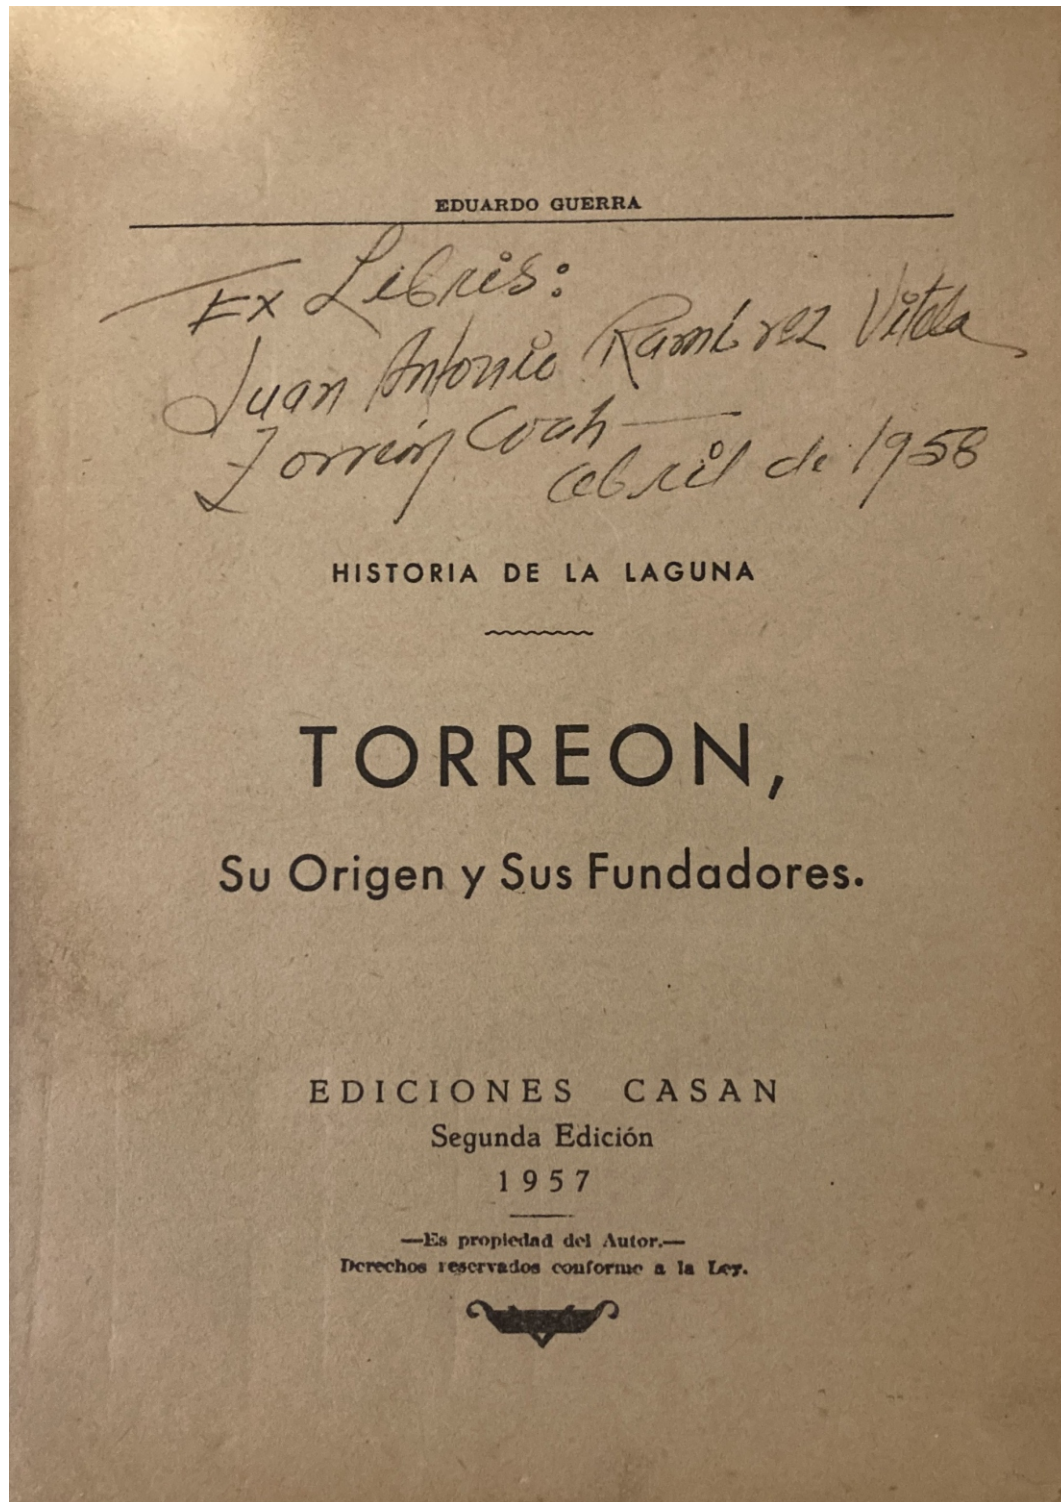 EDUARDO GUERRA
Ex Libris:
Juan Antonio Ramírez Vitela
Torreón Coah
abril de 1958
HISTORIA DE LA LAGUNA
TORREON,
Su Origen y Sus Fundadores.
EDICIONES CASAN
Segunda Edición
1957
—Es propiedad del Autor.—
Derechos reservados conforme a la Ley.